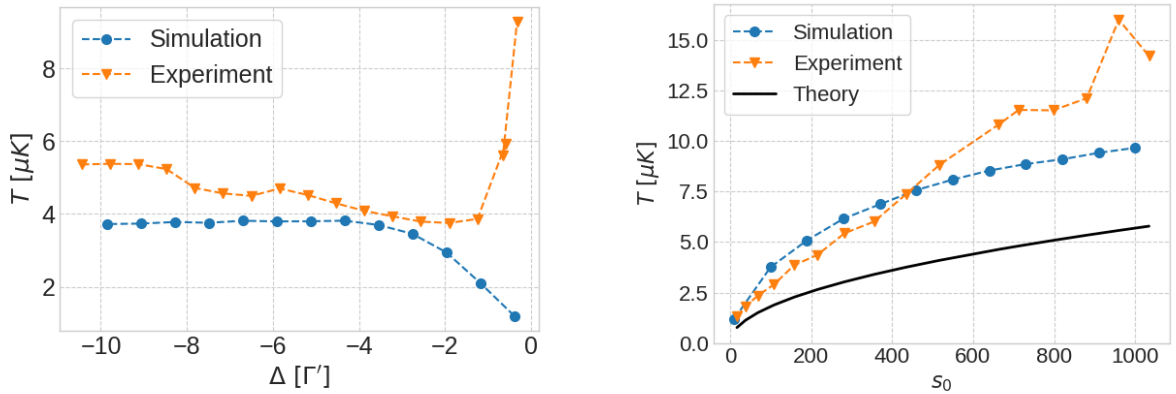 Simulation
Experiment
8
6
4
2
T [μK]
−10
−8
−6
−4
−2
0
Δ [Γ′]
Simulation
Experiment
Theory
15.0
12.5
10.0
7.5
5.0
2.5
0.0
T [μK]
0
200
400
600
800
1000
s₀